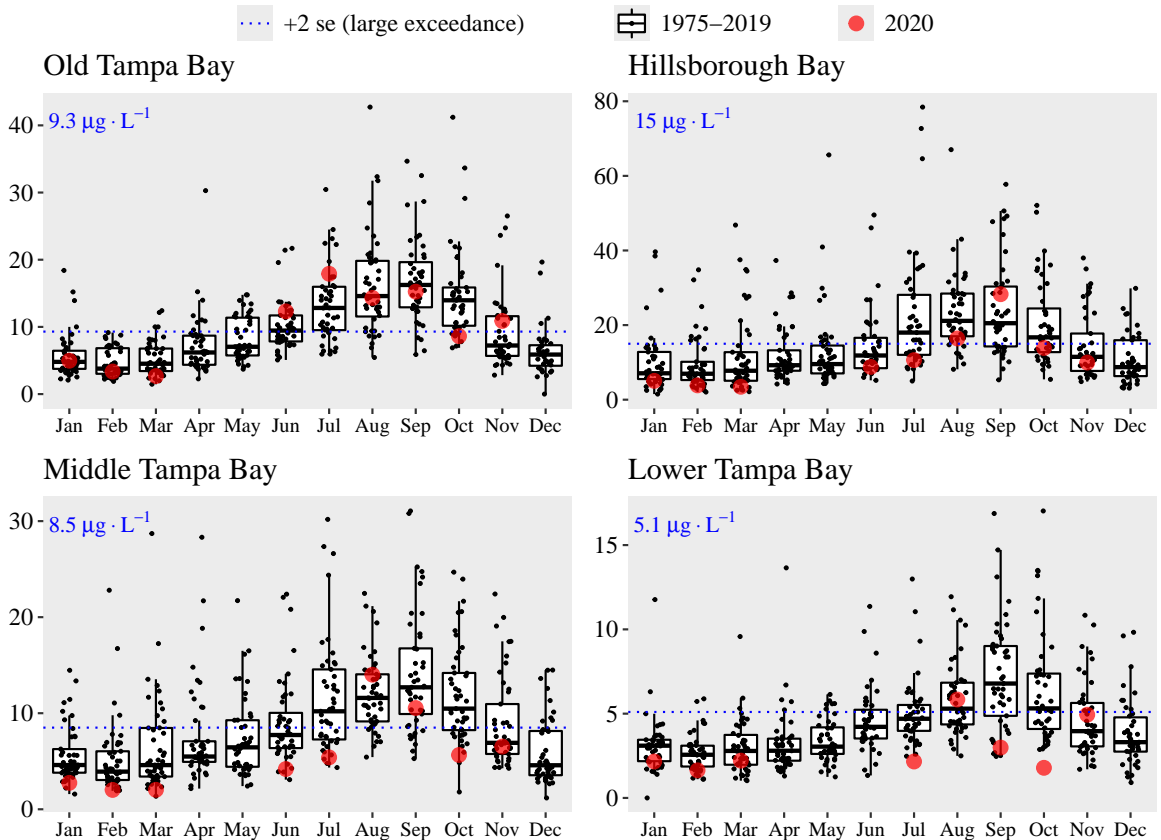 +2 se (large exceedance) 1975–2019 2020
Old Tampa Bay
9.3 μg · L⁻¹
40
30
20
10
0
Jan Feb Mar Apr May Jun Jul Aug Sep Oct Nov Dec
Hillsborough Bay
15 μg · L⁻¹
80
60
40
20
0
Jan Feb Mar Apr May Jun Jul Aug Sep Oct Nov Dec
Middle Tampa Bay
8.5 μg · L⁻¹
30
20
10
0
Jan Feb Mar Apr May Jun Jul Aug Sep Oct Nov Dec
Lower Tampa Bay
5.1 μg · L⁻¹
15
10
5
0
Jan Feb Mar Apr May Jun Jul Aug Sep Oct Nov Dec